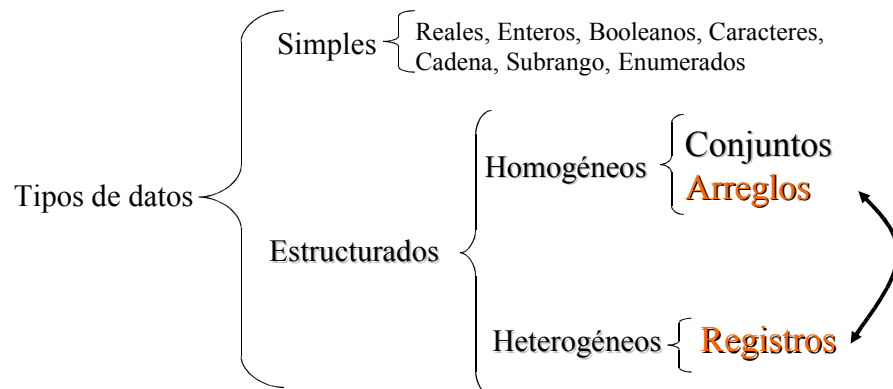 Simples
Reales, Enteros, Booleanos, Caracteres,
Cadena, Subrango, Enumerados
Tipos de datos
Estructurados
Homogéneos
Conjuntos
Arreglos
Heterogéneos
Registros